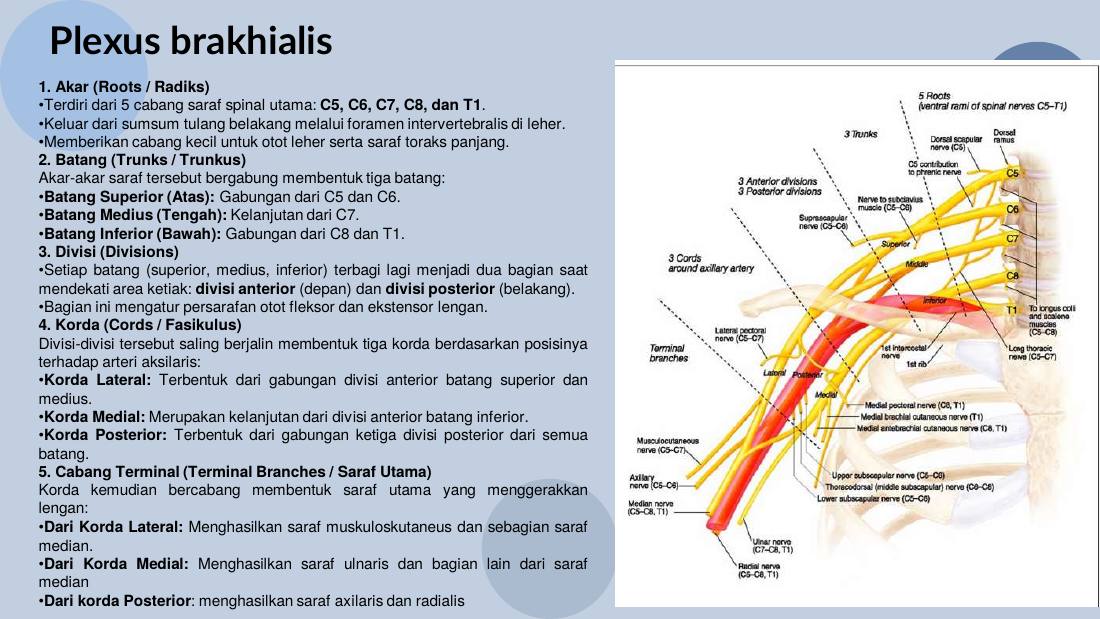 Plexus brakhialis
1. Akar (Roots / Radiks)
•Terdiri dari 5 cabang saraf spinal utama: C5, C6, C7, C8, dan T1.
•Keluar dari sumsum tulang belakang melalui foramen intervertebralis di leher.
•Memberikan cabang kecil untuk otot leher serta saraf toraks panjang.
2. Batang (Trunks / Trunkus)
Akar-akar saraf tersebut bergabung membentuk tiga batang:
•Batang Superior (Atas): Gabungan dari C5 dan C6.
•Batang Medius (Tengah): Kelanjutan dari C7.
•Batang Inferior (Bawah): Gabungan dari C8 dan T1.
3. Divisi (Divisions)
•Setiap batang (superior, medius, inferior) terbagi lagi menjadi dua bagian saat
mendekati area ketiak: divisi anterior (depan) dan divisi posterior (belakang).
•Bagian ini mengatur persarafan otot fleksor dan ekstensor lengan.
4. Korda (Cords / Fasikulus)
Divisi-divisi tersebut saling berjalin membentuk tiga korda berdasarkan posisinya
terhadap arteri aksilaris:
•Korda Lateral: Terbentuk dari gabungan divisi anterior batang superior dan
medius.
•Korda Medial: Merupakan kelanjutan dari divisi anterior batang inferior.
•Korda Posterior: Terbentuk dari gabungan ketiga divisi posterior dari semua
batang.
5. Cabang Terminal (Terminal Branches / Saraf Utama)
Korda kemudian bercabang membentuk saraf utama yang menggerakkan
lengan:
•Dari Korda Lateral: Menghasilkan saraf muskuloskutaneus dan sebagian saraf
median.
•Dari Korda Medial: Menghasilkan saraf ulnaris dan bagian lain dari saraf
median
•Dari korda Posterior: menghasilkan saraf axilaris dan radialis
5 Roots
(ventral rami of spinal nerves C5–T1)
3 Trunks
Dorsal scapular
nerve (C5)
Dorsal
ramus
C5 contribution
to phrenic nerve
C5
3 Anterior divisions
3 Posterior divisions
Nerve to subclavius
muscle (C5–C6)
C6
Suprascapular
nerve (C5–C6)
Superior
C7
3 Cords
around axillary artery
Middle
C8
Inferior
T1
To longus colli
and scalene
muscles
(C5–C8)
Lateral pectoral
nerve (C5–C7)
Terminal
branches
1st intercostal
nerve
Long thoracic
nerve (C5–C7)
1st rib
Lateral
Posterior
Medial
Medial pectoral nerve (C8, T1)
Medial brachial cutaneous nerve (T1)
Medial antebrachial cutaneous nerve (C8, T1)
Musculocutaneous
nerve (C5–C7)
Upper subscapular nerve (C5–C6)
Thoracodorsal (middle subscapular) nerve (C6–C8)
Lower subscapular nerve (C5–C6)
Axillary
nerve (C5–C6)
Median nerve
(C5–C8, T1)
Ulnar nerve
(C7–C8, T1)
Radial nerve
(C5–C8, T1)